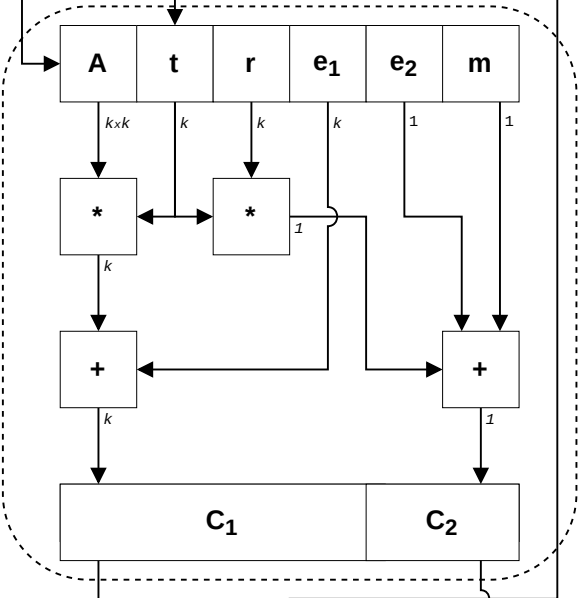 A t r e₁ e₂ m
k×k k k k 1 1
* *
1
k
+ +
k 1
C₁ C₂